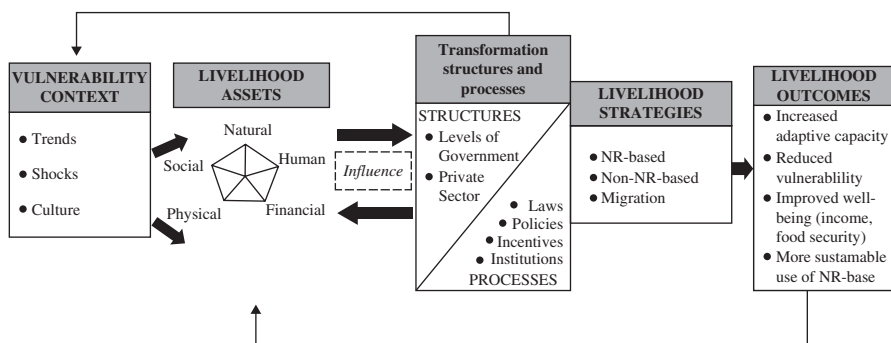 VULNERABILITY
CONTEXT
• Trends
• Shocks
• Culture
LIVELIHOOD
ASSETS
Natural
Social
Human
Physical
Financial
Influence
Transformation
structures and
processes
STRUCTURES
• Levels of
Government
• Private
Sector
• Laws
• Policies
• Incentives
• Institutions
PROCESSES
LIVELIHOOD
STRATEGIES
• NR-based
• Non-NR-based
• Migration
LIVELIHOOD
OUTCOMES
• Increased
adaptive capacity
• Reduced
vulnerablility
• Improved well-
being (income,
food security)
• More sustamable
use of NR-base